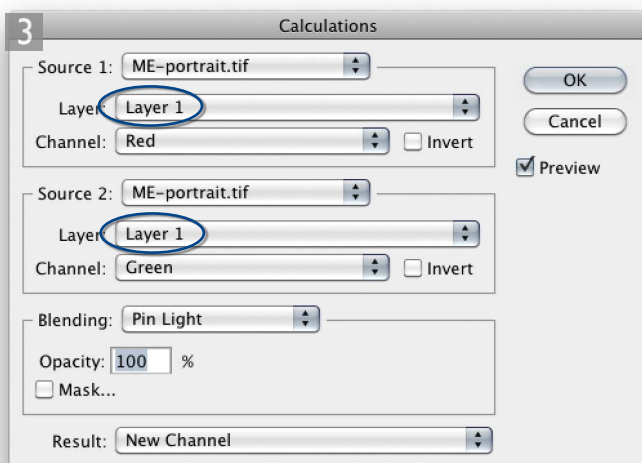 3
Calculations
Source 1: ME-portrait.tif
Layer: Layer 1
Channel: Red
Invert
Source 2: ME-portrait.tif
Layer: Layer 1
Channel: Green
Invert
Blending: Pin Light
Opacity: 100 %
Mask...
Result: New Channel
OK
Cancel
Preview